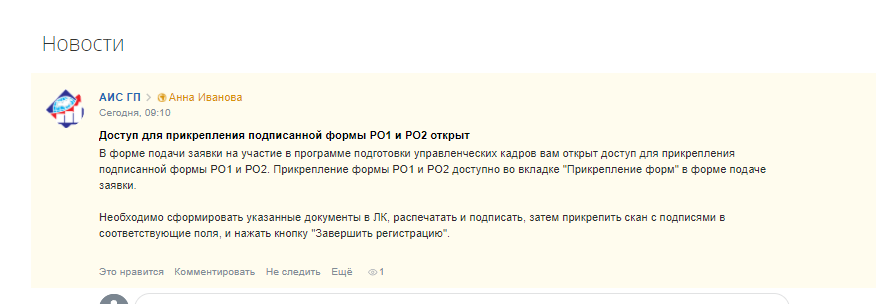 Новости
АИС ГП > Анна Иванова
Сегодня, 09:10
Доступ для прикрепления подписанной формы РО1 и РО2 открыт
В форме подачи заявки на участие в программе подготовки управленческих кадров вам открыт доступ для прикрепления
подписанной формы РО1 и РО2. Прикрепление формы РО1 и РО2 доступно во вкладке "Прикрепление форм" в форме подаче
заявки.
Необходимо сформировать указанные документы в ЛК, распечатать и подписать, затем прикрепить скан с подписями в
соответствующие поля, и нажать кнопку "Завершить регистрацию".
Это нравится Комментировать Не следить Ещё 1